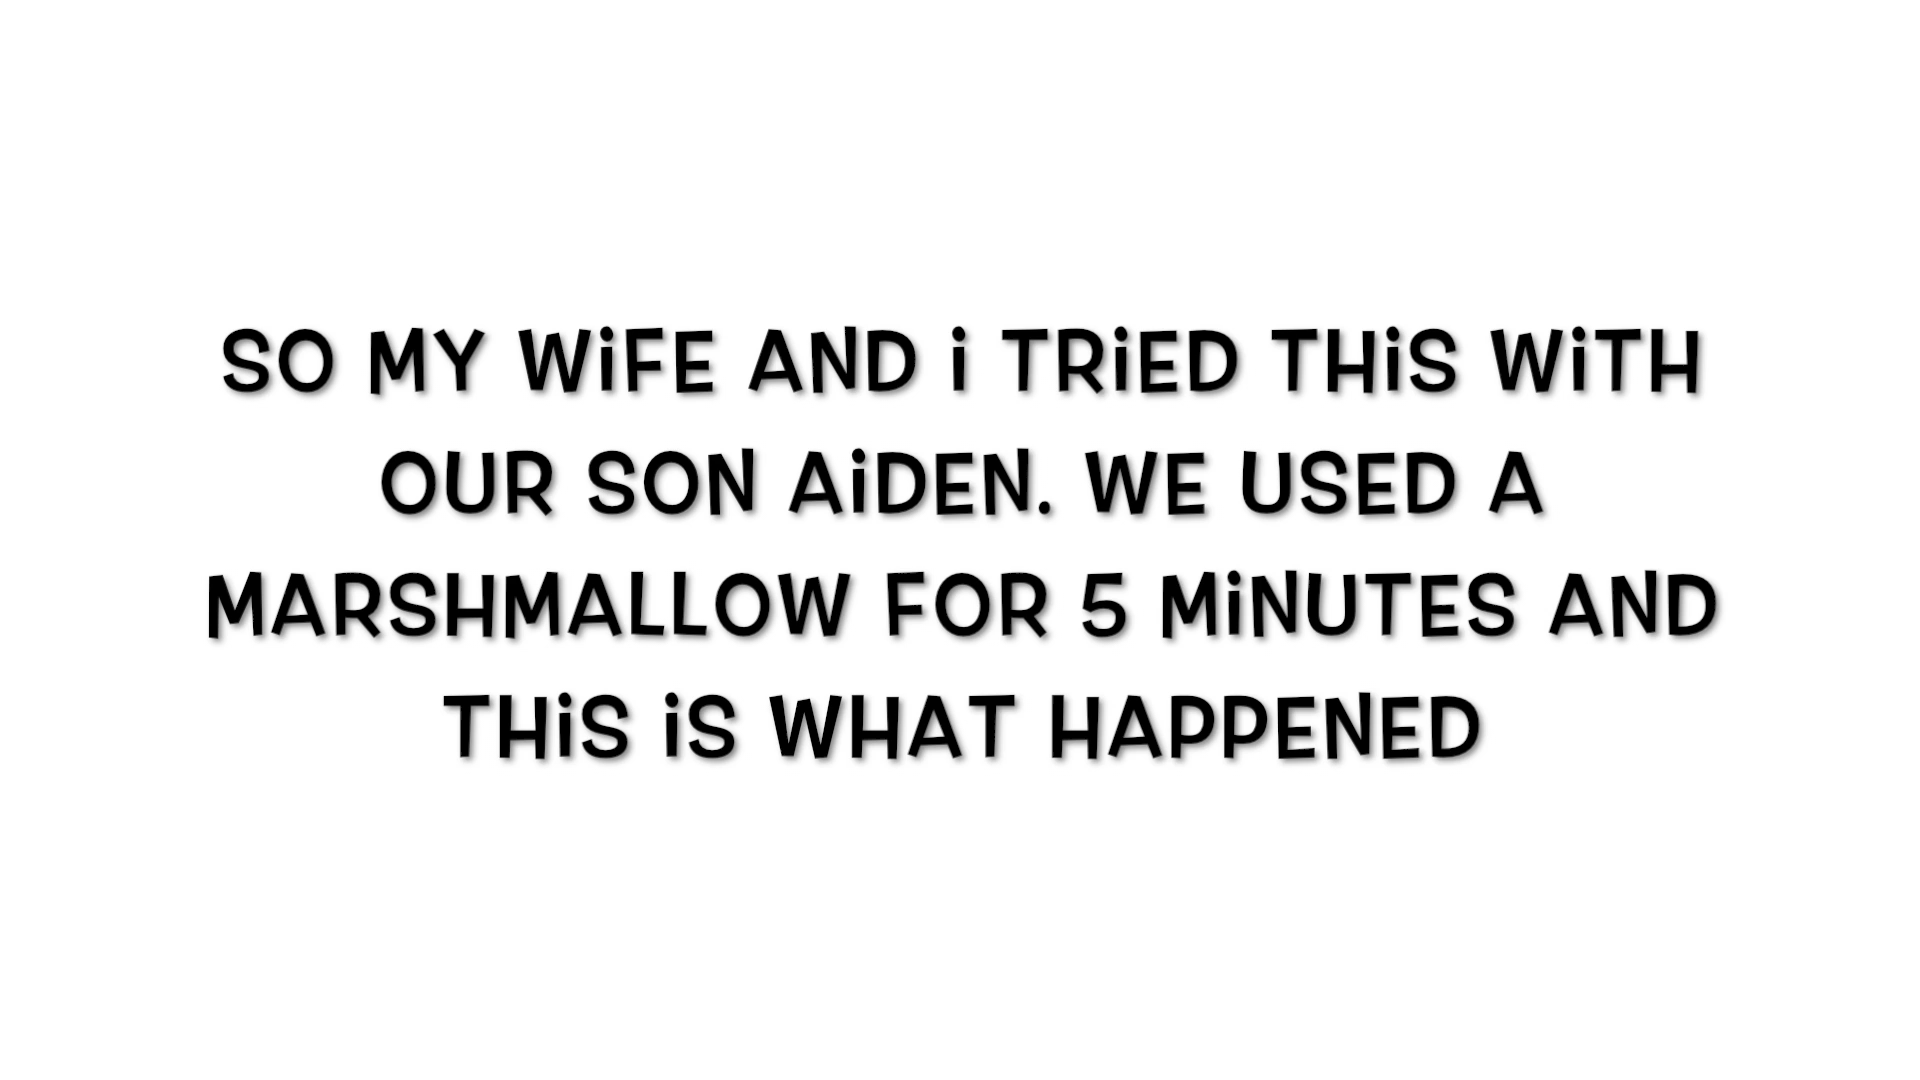 SO MY WiFE AND i TRiED THiS WiTH
OUR SON AiDEN. WE USED A
MARSHMALLOW FOR 5 MiNUTES AND
THiS iS WHAT HAPPENED